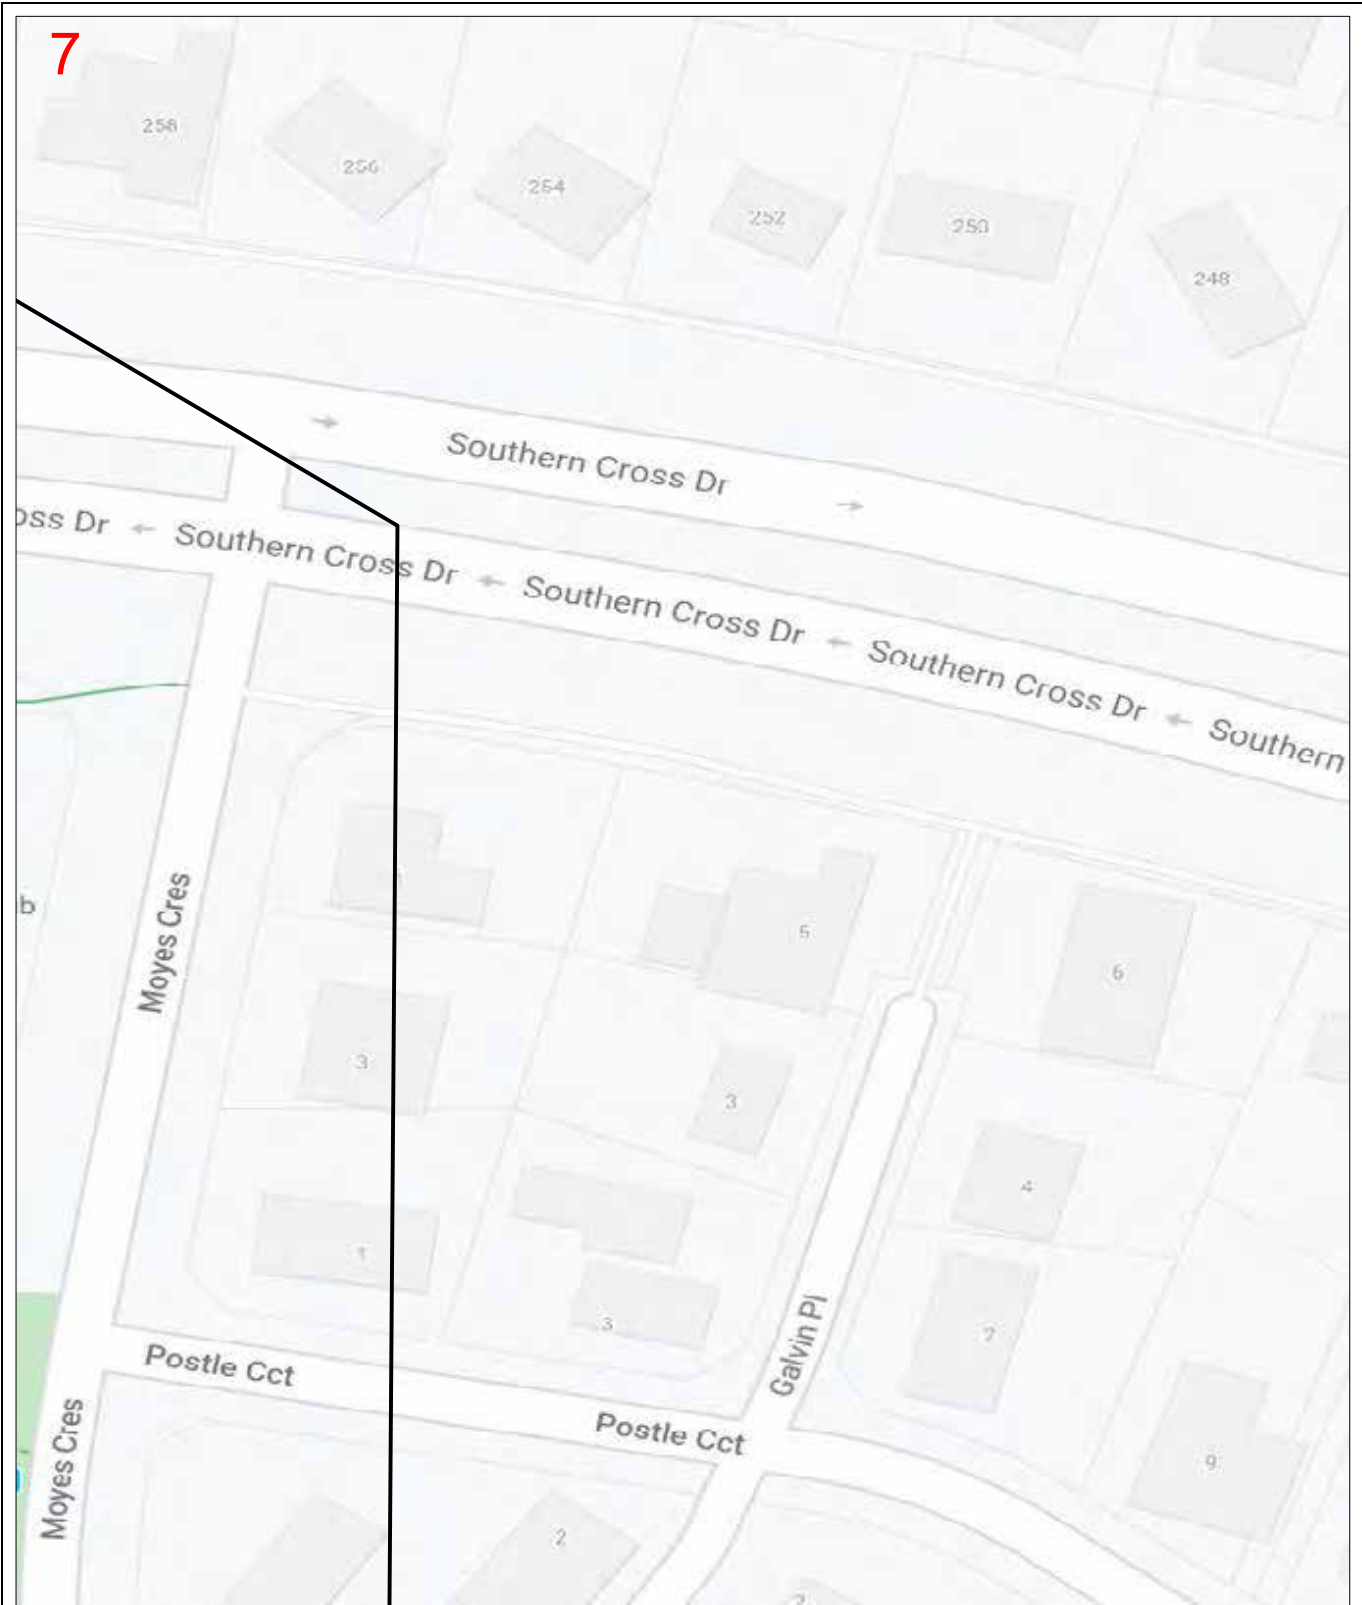 7
258
256
254
252
250
248
Southern Cross Dr
oss Dr
Southern Cross Dr
Southern Cross Dr
Southern Cross Dr
Southern
b
Moyes Cres
5
6
3
3
4
1
3
2
Galvin Pl
Postle Cct
Postle Cct
Moyes Cres
9
2